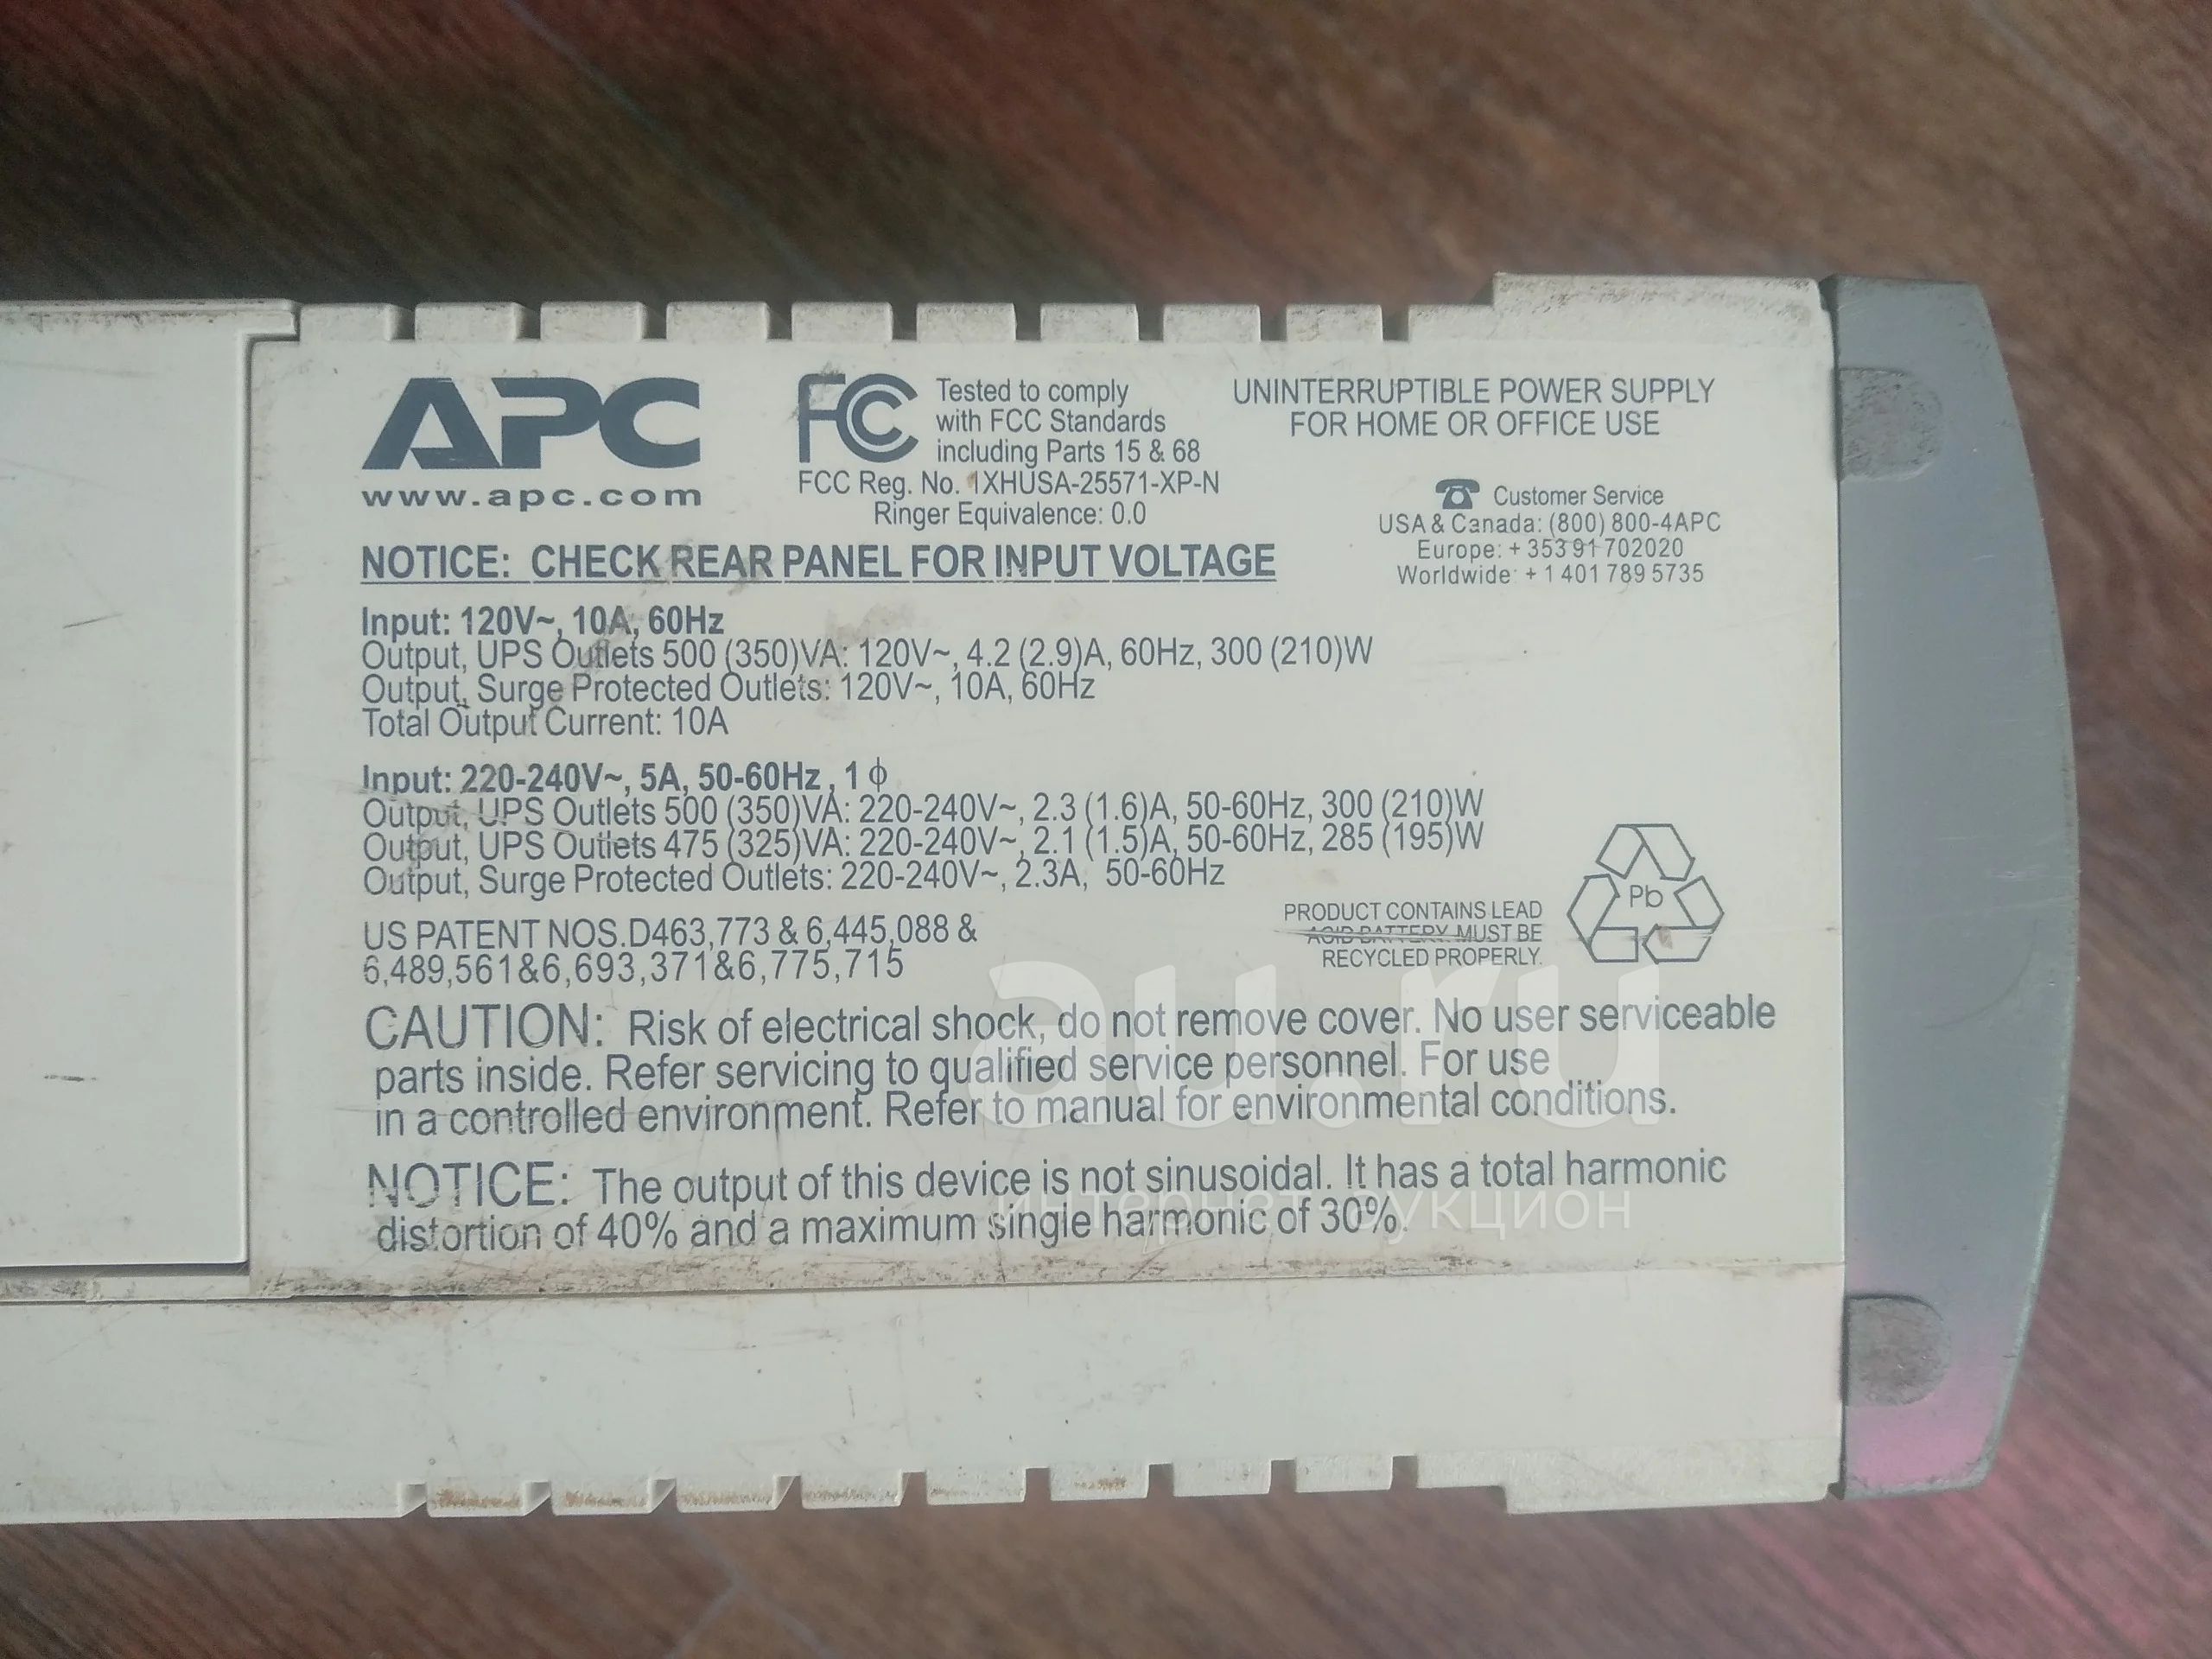 APC
www.apc.com
FC Tested to comply
with FCC Standards
including Parts 15 & 68
FCC Reg. No. 1XHUSA-25571-XP-N
Ringer Equivalence: 0.0
UNINTERRUPTIBLE POWER SUPPLY
FOR HOME OR OFFICE USE
Customer Service
USA & Canada: (800) 800-4APC
Europe: + 353 91 702020
Worldwide: + 1 401 789 5735
NOTICE: CHECK REAR PANEL FOR INPUT VOLTAGE
Input: 120V~, 10A, 60Hz
Output, UPS Outlets 500 (350)VA: 120V~, 4.2 (2.9)A, 60Hz, 300 (210)W
Output, Surge Protected Outlets: 120V~, 10A, 60Hz
Total Output Current: 10A
Input: 220-240V~, 5A, 50-60Hz, 1 ϕ
Output, UPS Outlets 500 (350)VA: 220-240V~, 2.3 (1.6)A, 50-60Hz, 300 (210)W
Output, UPS Outlets 475 (325)VA: 220-240V~, 2.1 (1.5)A, 50-60Hz, 285 (195)W
Output, Surge Protected Outlets: 220-240V~, 2.3A, 50-60Hz
US PATENT NOS.D463,773 & 6,445,088 &
6,489,561&6,693,371&6,775,715
PRODUCT CONTAINS LEAD
ACID BATTERY. MUST BE
RECYCLED PROPERLY.
Pb
CAUTION: Risk of electrical shock, do not remove cover. No user serviceable
parts inside. Refer servicing to qualified service personnel. For use
in a controlled environment. Refer to manual for environmental conditions.
NOTICE: The output of this device is not sinusoidal. It has a total harmonic
distortion of 40% and a maximum single harmonic of 30%.
au.ru
интернет аукцион